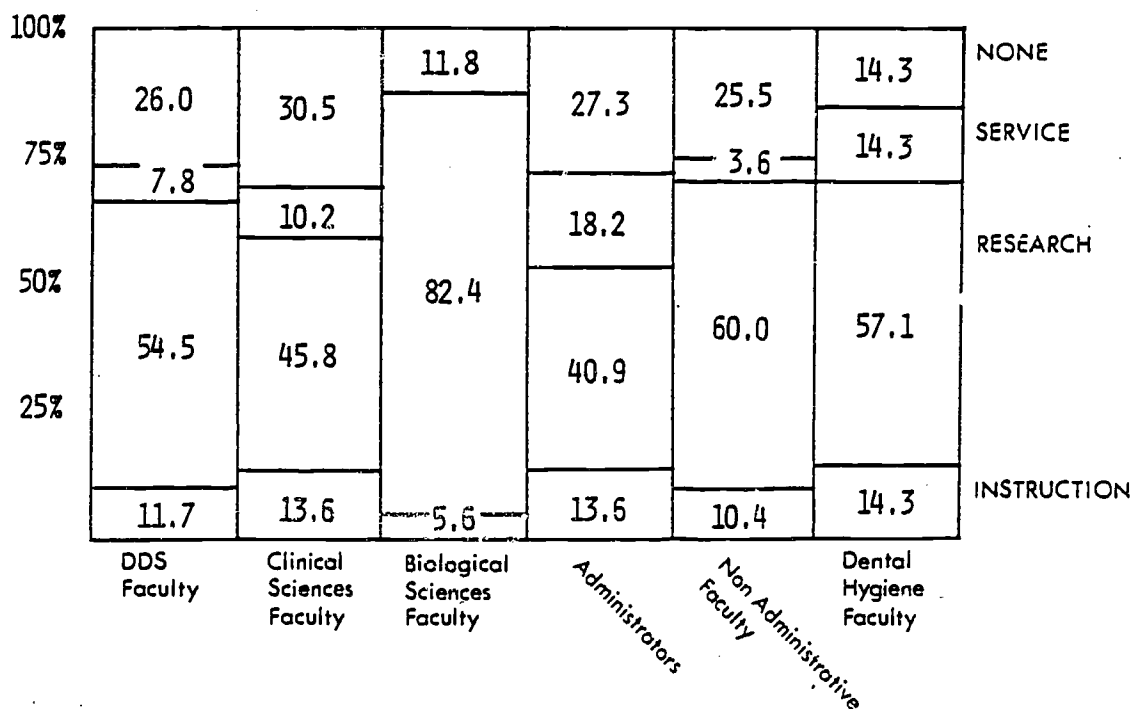 100%
NONE
11.8
14.3
26.0
30.5
27.3
25.5
SERVICE
75%
14.3
3.6
7.8
10.2
18.2
RESEARCH
50%
82.4
60.0
57.1
54.5
45.8
40.9
25%
INSTRUCTION
11.7
13.6
5.6
13.6
10.4
14.3
DDS
Faculty
Clinical
Sciences
Faculty
Biological
Sciences
Faculty
Administrators
Non Administrative
Faculty
Dental
Hygiene
Faculty